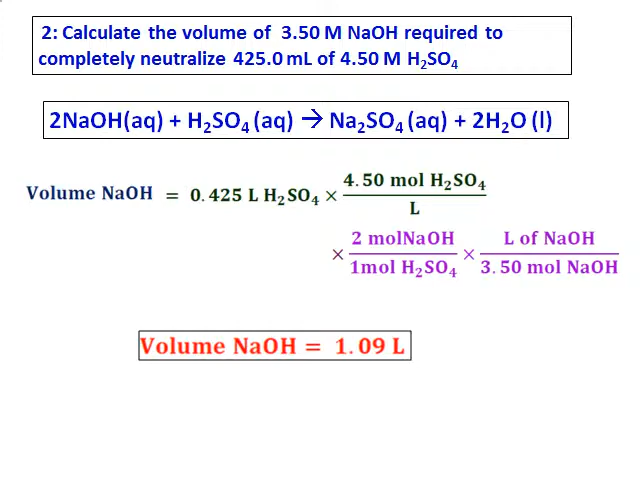 2: Calculate the volume of 3.50 M NaOH required to
completely neutralize 425.0 mL of 4.50 M H₂SO₄
2NaOH(aq) + H₂SO₄ (aq) → Na₂SO₄ (aq) + 2H₂O (l)
Volume NaOH = 0.425 L H₂SO₄ × 4.50 mol H₂SO₄ / L
× 2 molNaOH / 1mol H₂SO₄ × L of NaOH / 3.50 mol NaOH
Volume NaOH = 1.09 L